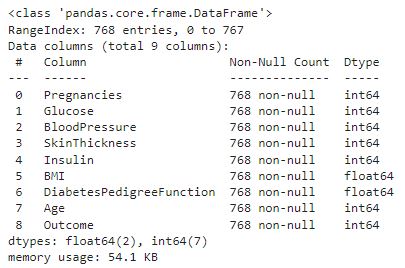 <class 'pandas.core.frame.DataFrame'>
RangeIndex: 768 entries, 0 to 767
Data columns (total 9 columns):
 #   Column                    Non-Null Count  Dtype
---  ------                    --------------  -----
 0   Pregnancies               768 non-null    int64
 1   Glucose                   768 non-null    int64
 2   BloodPressure             768 non-null    int64
 3   SkinThickness             768 non-null    int64
 4   Insulin                   768 non-null    int64
 5   BMI                       768 non-null    float64
 6   DiabetesPedigreeFunction  768 non-null    float64
 7   Age                       768 non-null    int64
 8   Outcome                   768 non-null    int64
dtypes: float64(2), int64(7)
memory usage: 54.1 KB